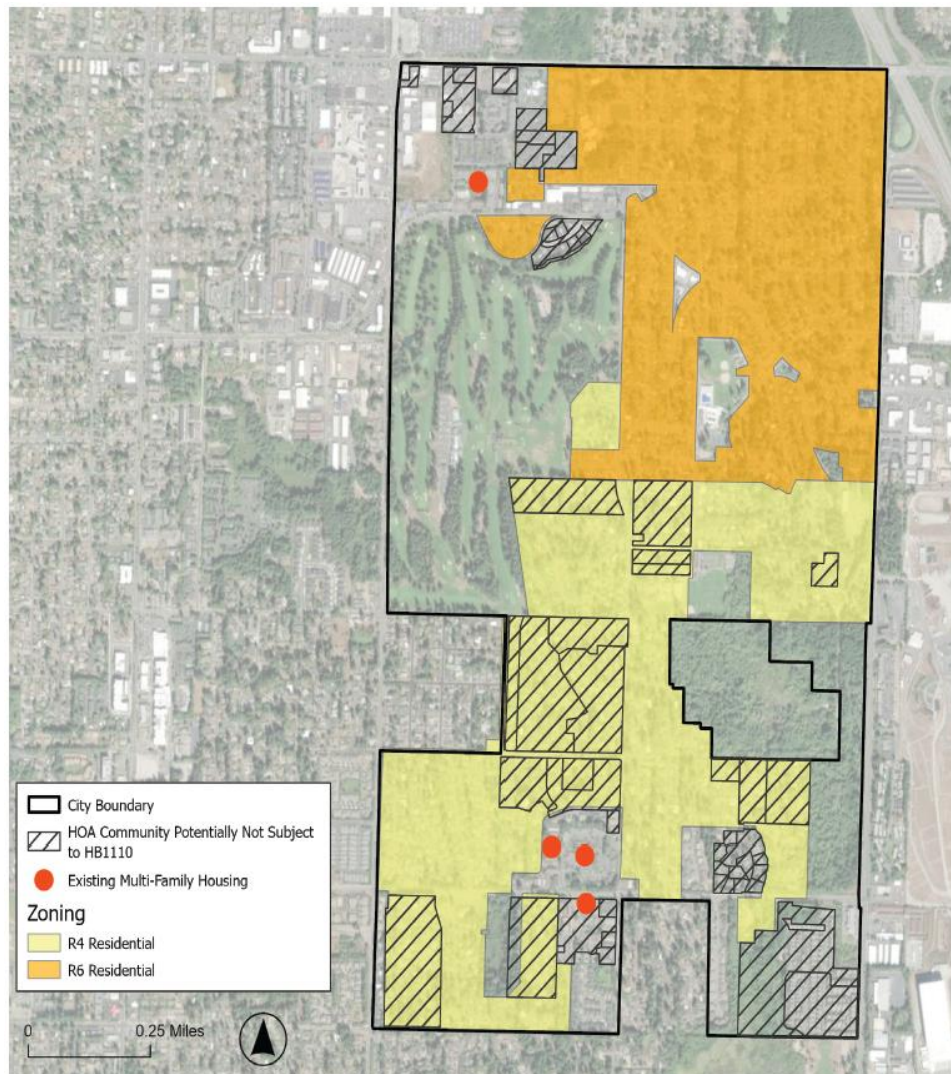 City Boundary
HOA Community Potentially Not Subject
to HB1110
Existing Multi-Family Housing
Zoning
R4 Residential
R6 Residential
0 0.25 Miles